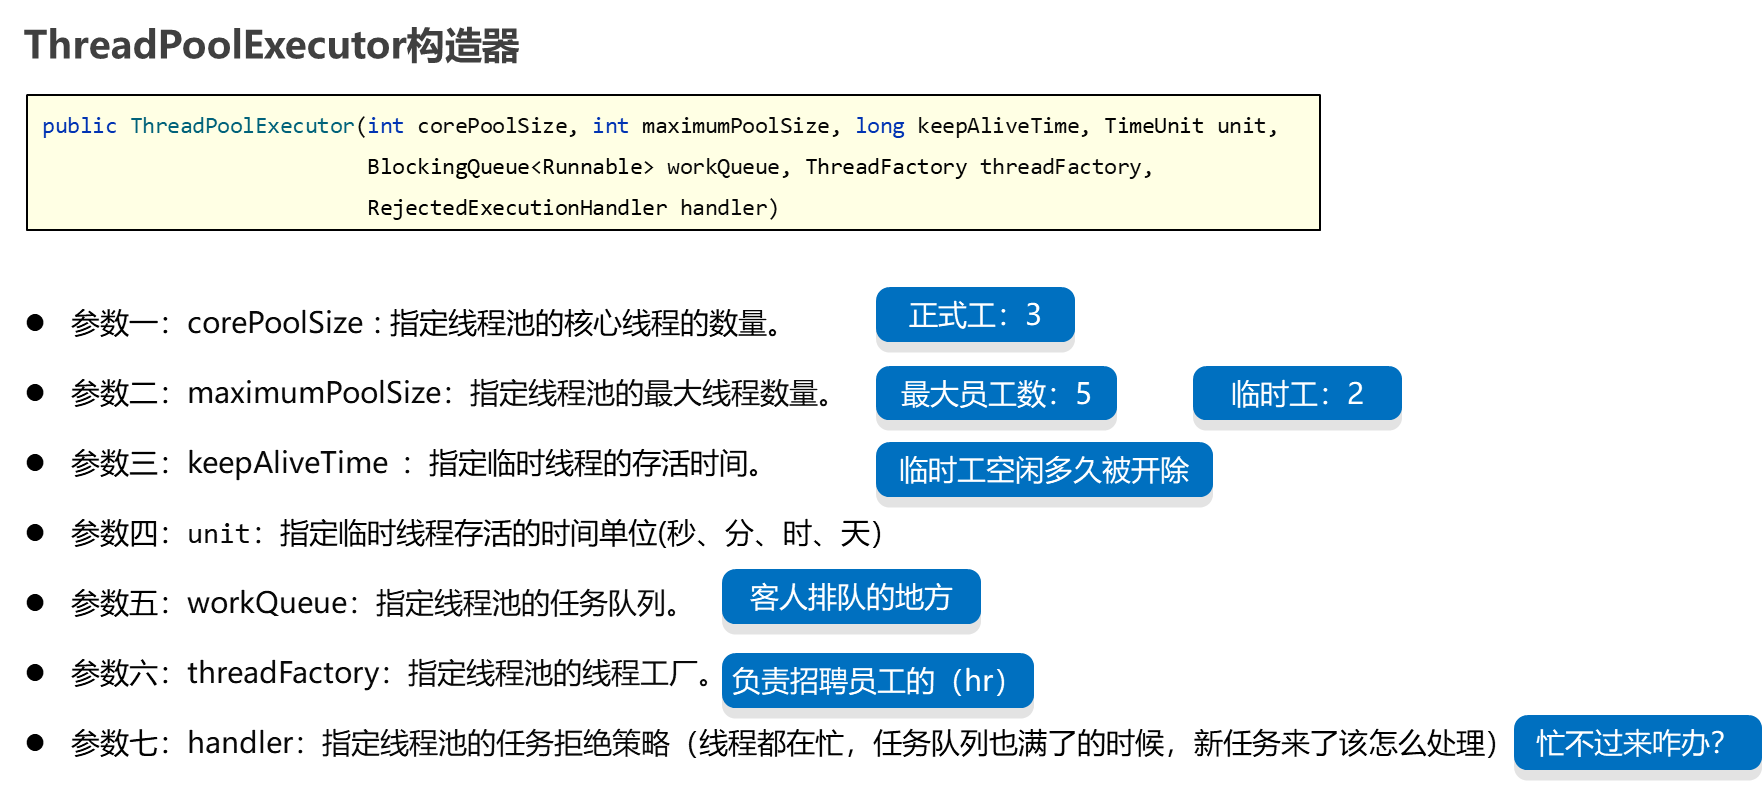 ThreadPoolExecutor构造器
public ThreadPoolExecutor(int corePoolSize, int maximumPoolSize, long keepAliveTime, TimeUnit unit,
BlockingQueue<Runnable> workQueue, ThreadFactory threadFactory,
RejectedExecutionHandler handler)
● 参数一：corePoolSize : 指定线程池的核心线程的数量。 正式工：3
● 参数二：maximumPoolSize：指定线程池的最大线程数量。 最大员工数：5 临时工：2
● 参数三：keepAliveTime ：指定临时线程的存活时间。 临时工空闲多久被开除
● 参数四：unit：指定临时线程存活的时间单位(秒、分、时、天）
● 参数五：workQueue：指定线程池的任务队列。 客人排队的地方
● 参数六：threadFactory：指定线程池的线程工厂。 负责招聘员工的（hr）
● 参数七：handler：指定线程池的任务拒绝策略（线程都在忙，任务队列也满了的时候，新任务来了该怎么处理） 忙不过来咋办？